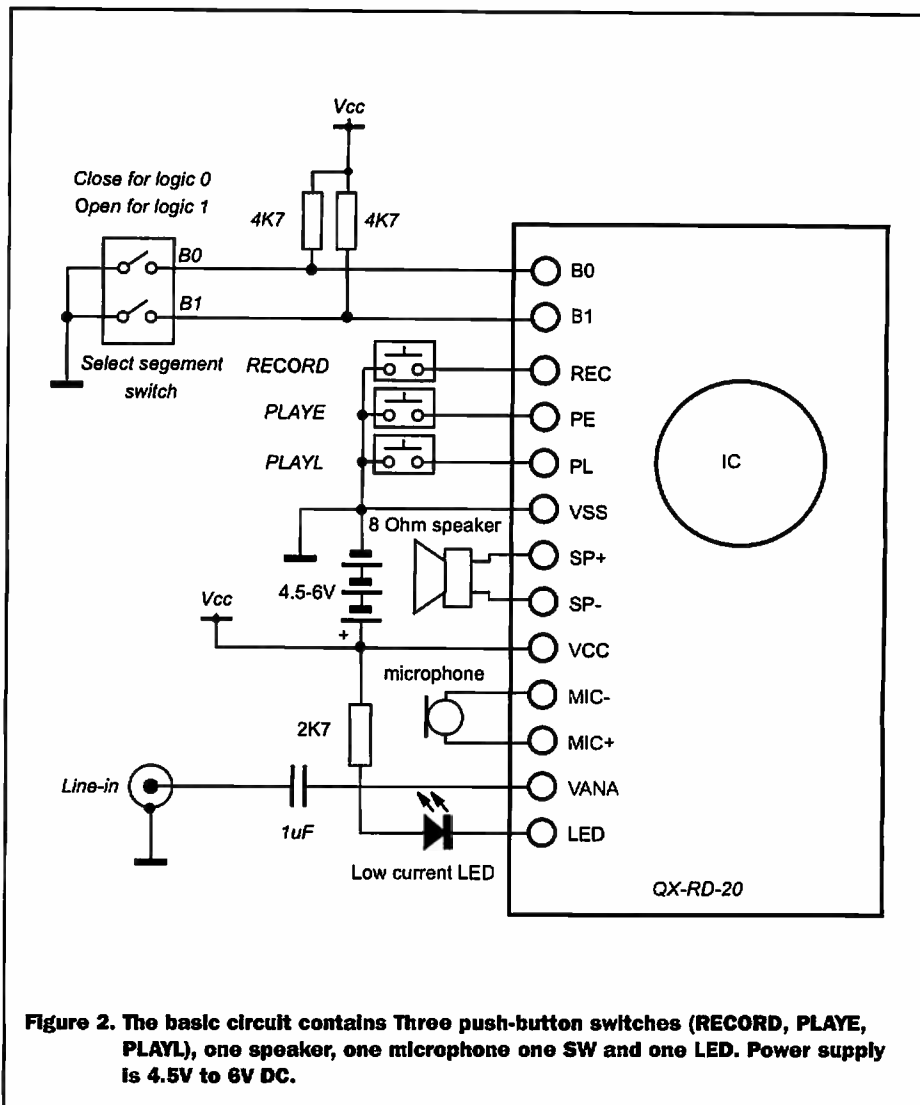 Vcc
Close for logic 0
Open for logic 1
4K7
4K7
B0
B1
Select segement
switch
RECORD
PLAYE
PLAYL
8 Ohm speaker
4.5-6V
Vcc
+
microphone
2K7
Line-in
1uF
Low current LED
B0
B1
REC
PE
PL
VSS
SP+
SP-
VCC
MIC-
MIC+
VANA
LED
IC
QX-RD-20
Figure 2. The basic circuit contains Three push-button switches (RECORD, PLAYE,
PLAYL), one speaker, one microphone one SW and one LED. Power supply
is 4.5V to 6V DC.